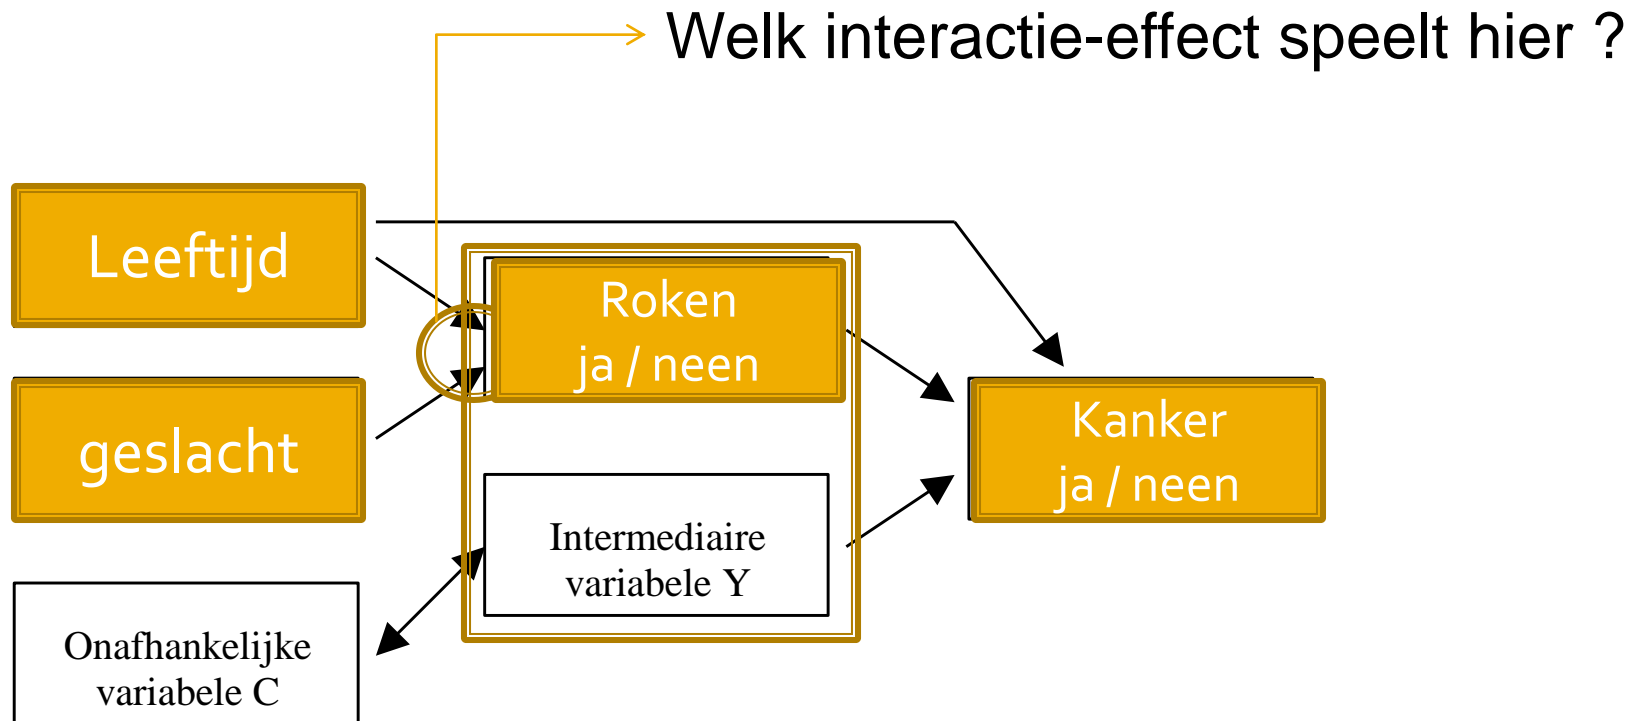 Welk interactie-effect speelt hier ?
Leeftijd
geslacht
Roken
ja / neen
Kanker
ja / neen
Intermediaire
variabele Y
Onafhankelijke
variabele C